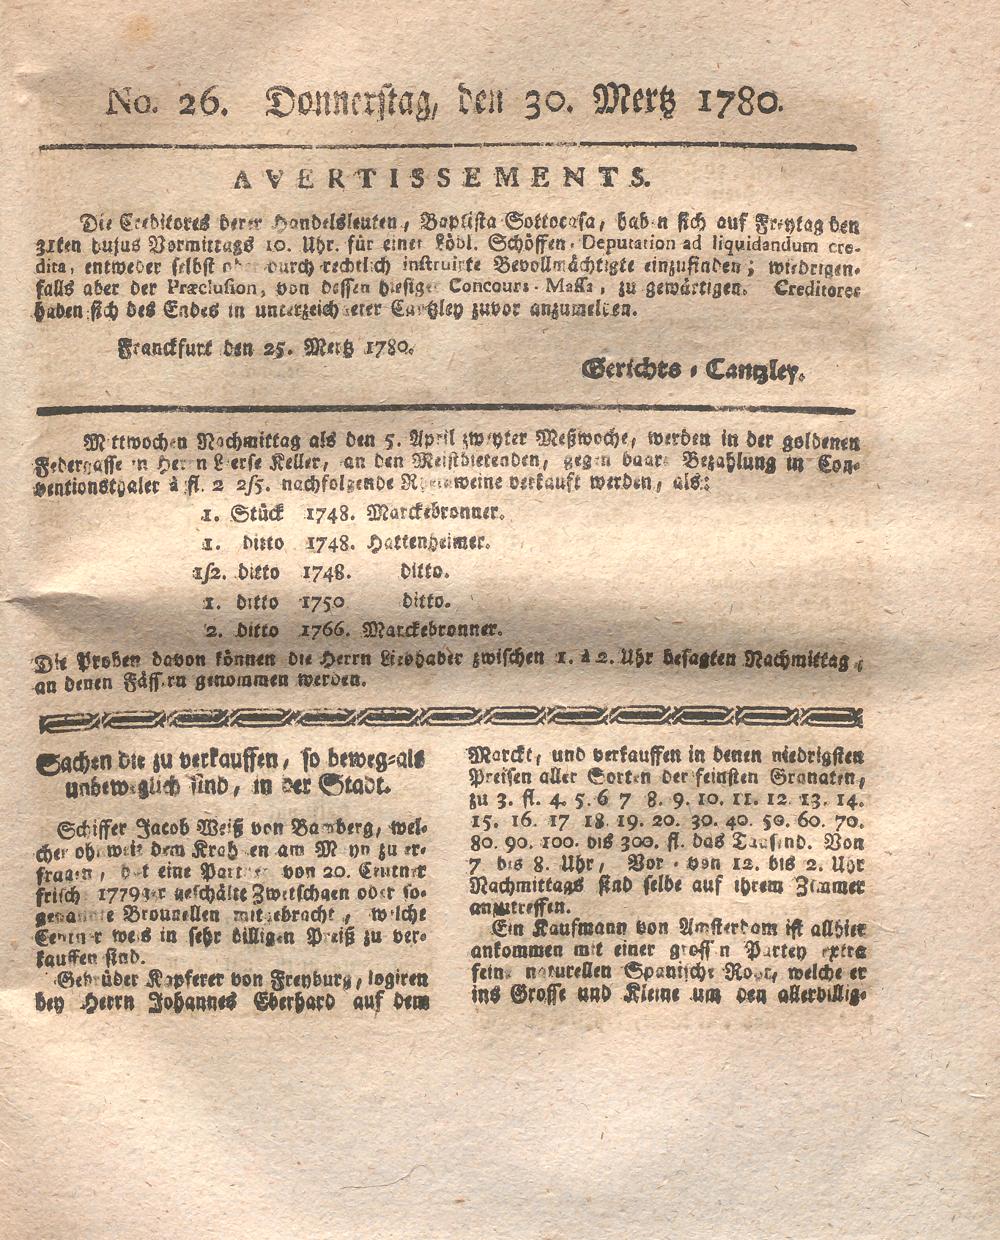 No. 26. Donnerstag, den 30. Mertz 1780.
AVERTISSEMENTS.
Die Creditores derer Handelsleuten, Baptista Sottocasa, haben sich auf Freytag den
31ten hujus Vormittags 10. Uhr. für einer Löbl. Schöffen-Deputation ad liquidandum cre-
dita, entweder selbst oder durch rechtlich instruirte Bevollmächtigte einzufinden; wiedrigen-
falls aber der Præclusion, von dessen hiesiger Concours-Massa, zu gewärtigen. Creditores
haben sich des Endes in unterzeichneter Cantzley zuvor anzumelden.
Franckfurt den 25. Mertz 1780.
Gerichts-Cantzley.
Mittwochen Nachmittag als den 5. April zweyter Meßwoche, werden in der goldenen
Federgasse in Herrn Leerse Keller, an den Meistbietenden, gegen baare Bezahlung in Con-
ventionsthaler à fl. 2 2/5. nachfolgende Rheinweine verkauft werden, als:
1. Stück 1748. Marckebronner.
1. ditto 1748. Hattenheimer.
1/2. ditto 1748. ditto.
1. ditto 1750 ditto.
2. ditto 1766. Marckebronner.
Die Proben davon können die Herrn Liebhaber zwischen 1. à 2. Uhr besagten Nachmittag,
an denen Fässern genommen werden.
Sachen die zu verkauffen, so beweg-als
unbeweglich sind, in der Stadt.
Schiffer Jacob Weiß von Bamberg, wel-
cher ohnweit dem Krahnen am Mayn zu er-
fragen, hat eine Partey von 20. Centner
frisch 1779ger geschälte Zwetschgen oder so-
genannte Brounellen mitgebracht, welche
Centner weis in sehr billigen Preiß zu ver-
kauffen sind.
Gebrüder Kapferer von Freyburg, logiren
bey Herrn Johannes Eberhard auf dem
Marckt, und verkauffen in denen niedrigsten
Preisen aller Sorten der feinsten Granaten,
zu 3. fl. 4. 5. 6 7 8. 9. 10. 11. 12 13. 14.
15. 16. 17 18 19. 20. 30. 40. 50. 60. 70.
80. 90. 100. bis 300. fl. das Tausend. Von
7 bis 8. Uhr, Vor- von 12. bis 2. Uhr
Nachmittags sind selbe auf ihrem Zimmer
anzutreffen.
Ein Kaufmann von Amsterdam ist allhier
ankommen mit einer grossen Partey extra
feine naturellen Spanische Rohr, welche er
ins Grosse und Kleine um den allerbillig-